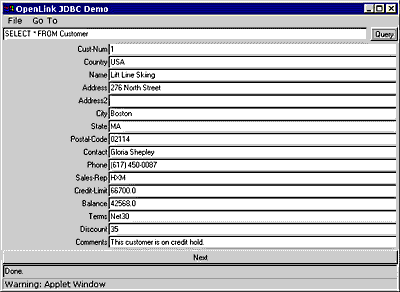 OpenLink JDBC Demo
File Go To
SELECT * FROM Customer Query
Cust-Num 1
Country USA
Name Lift Line Skiing
Address 276 North Street
Address2
City Boston
State MA
Postal-Code 02114
Contact Gloria Shepley
Phone (617) 450-0087
Sales-Rep HXM
Credit-Limit 66700.0
Balance 42568.0
Terms Net30
Discount 35
Comments This customer is on credit hold.
Next
Done.
Warning: Applet Window